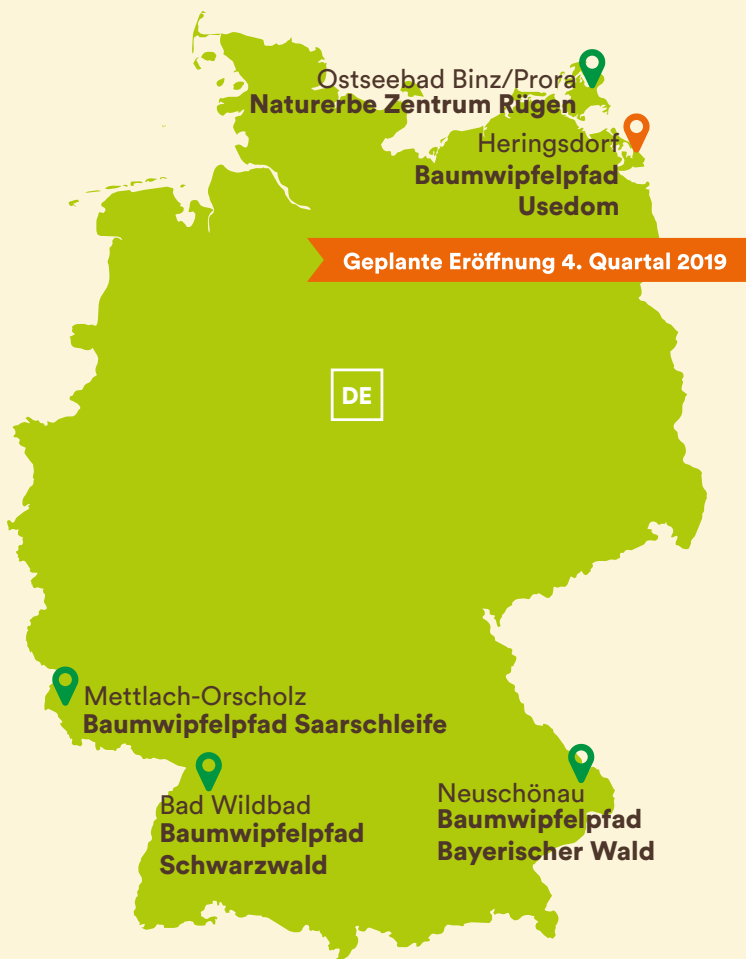 Ostseebad Binz/Prora
Naturerbe Zentrum Rügen
Heringsdorf
Baumwipfelpfad
Usedom
Geplante Eröffnung 4. Quartal 2019
DE
Mettlach-Orscholz
Baumwipfelpfad Saarschleife
Bad Wildbad
Baumwipfelpfad
Schwarzwald
Neuschönau
Baumwipfelpfad
Bayerischer Wald